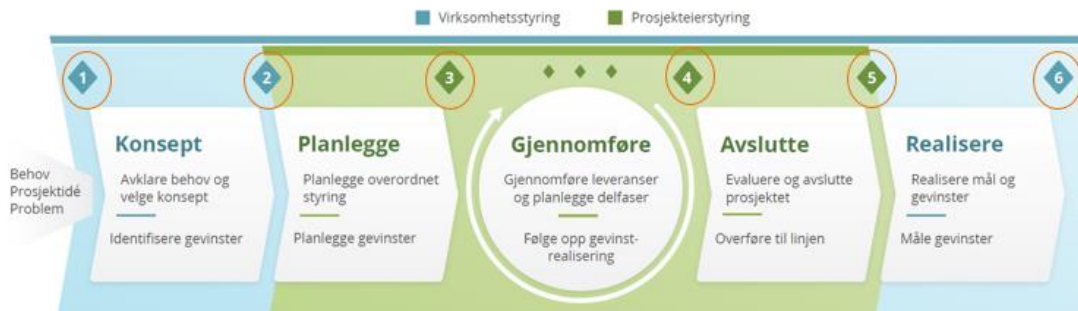 Virksomhetsstyring
Prosjekteierstyring
1
2
3
4
5
6
Behov
Prosjektidé
Problem
Konsept
Avklare behov og
velge konsept
Identifisere gevinster
Planlegge
Planlegge overordnet
styring
Planlegge gevinster
Gjennomføre
Gjennomføre leveranser
og planlegge delfaser
Følge opp gevinst-
realisering
Avslutte
Evaluere og avslutte
prosjektet
Overføre til linjen
Realisere
Realisere mål og
gevinster
Måle gevinster